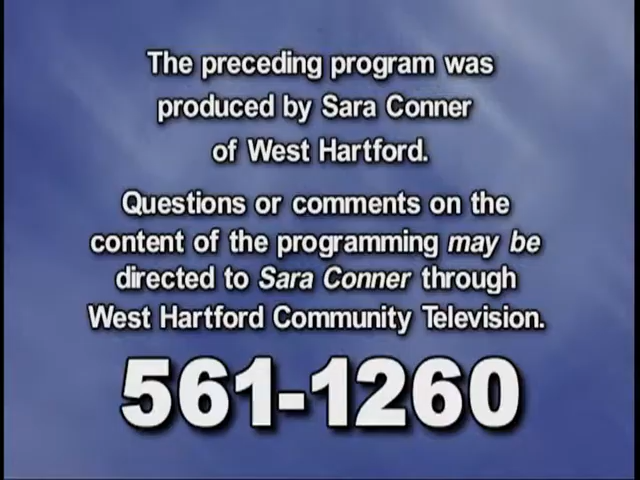 The preceding program was
produced by Sara Conner
of West Hartford.
Questions or comments on the
content of the programming may be
directed to Sara Conner through
West Hartford Community Television.
561-1260